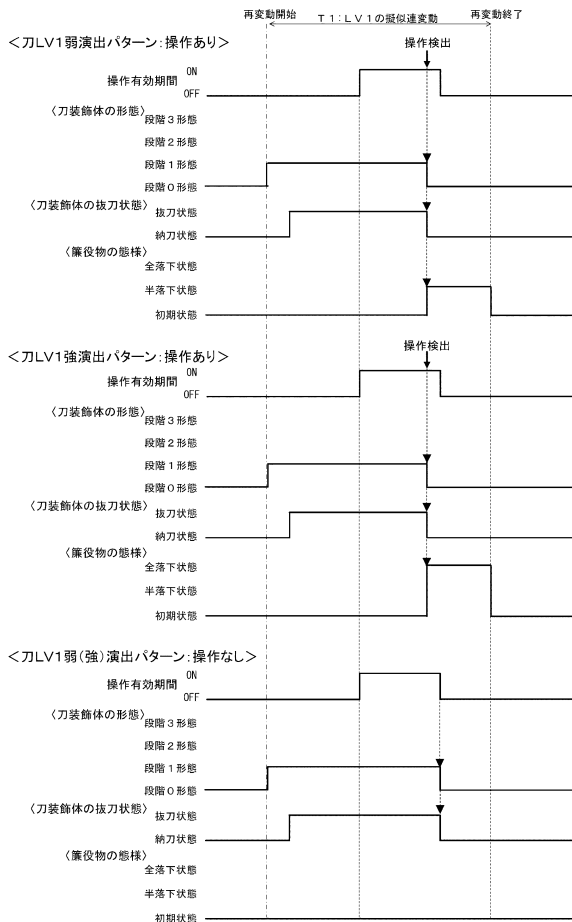 再変動開始
T1:LV1の擬似連変動
再変動終了
<刀LV1弱演出パターン:操作あり>
操作検出
操作有効期間
ON
OFF
〈刀装飾体の形態〉
段階3形態
段階2形態
段階1形態
段階0形態
〈刀装飾体の抜刀状態〉
抜刀状態
納刀状態
〈簾役物の態様〉
全落下状態
半落下状態
初期状態
<刀LV1強演出パターン:操作あり>
操作検出
操作有効期間
ON
OFF
〈刀装飾体の形態〉
段階3形態
段階2形態
段階1形態
段階0形態
〈刀装飾体の抜刀状態〉
抜刀状態
納刀状態
〈簾役物の態様〉
全落下状態
半落下状態
初期状態
<刀LV1弱(強)演出パターン:操作なし>
操作有効期間
ON
OFF
〈刀装飾体の形態〉
段階3形態
段階2形態
段階1形態
段階0形態
〈刀装飾体の抜刀状態〉
抜刀状態
納刀状態
〈簾役物の態様〉
全落下状態
半落下状態
初期状態